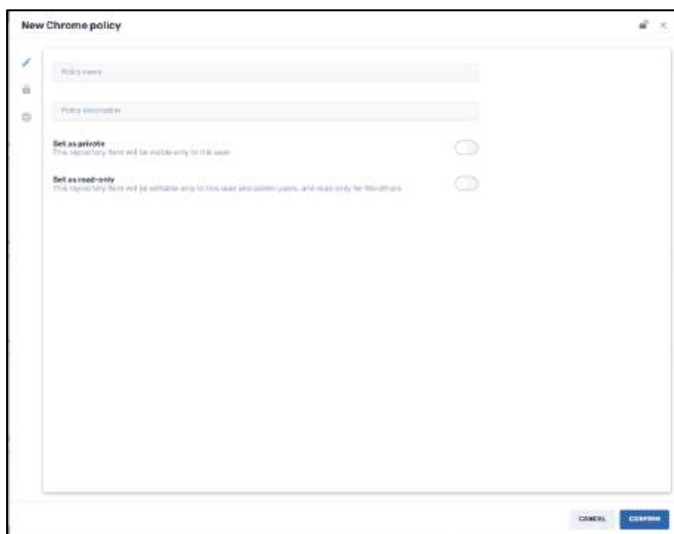 New Chrome policy
Policy name
Policy description
Set as private
This repository item will be visible only to this user
Set as read-only
This repository item will be editable only to this user and admin users, and read-only for the others
CANCEL
CONFIRM